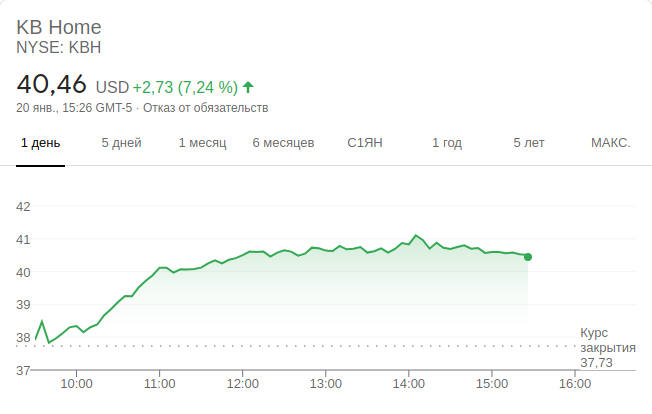 KB Home
NYSE: KBH
40,46 USD +2,73 (7,24 %)
20 янв., 15:26 GMT-5 · Отказ от обязательств
1 день 5 дней 1 месяц 6 месяцев С1ЯН 1 год 5 лет МАКС.
42
41
40
39
38
Курс
закрытия
37,73
37
10:00 11:00 12:00 13:00 14:00 15:00 16:00